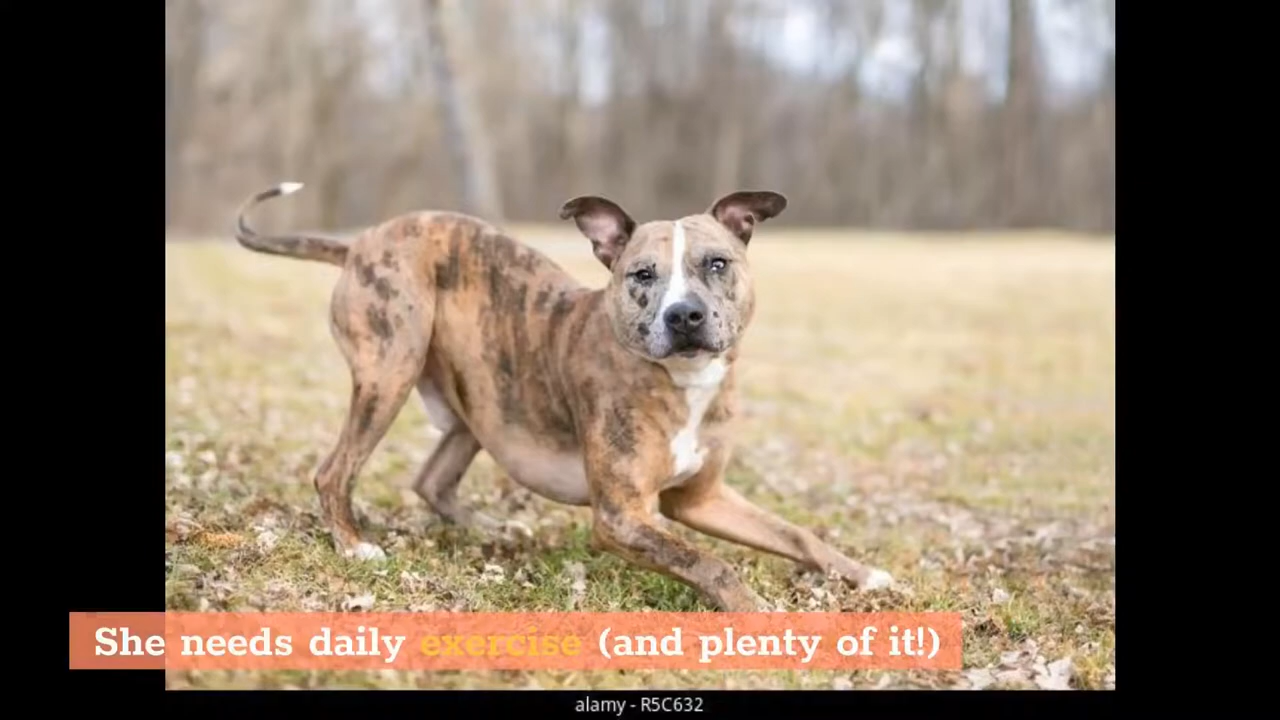 She needs daily exercise (and plenty of it!)
alamy - R5C632